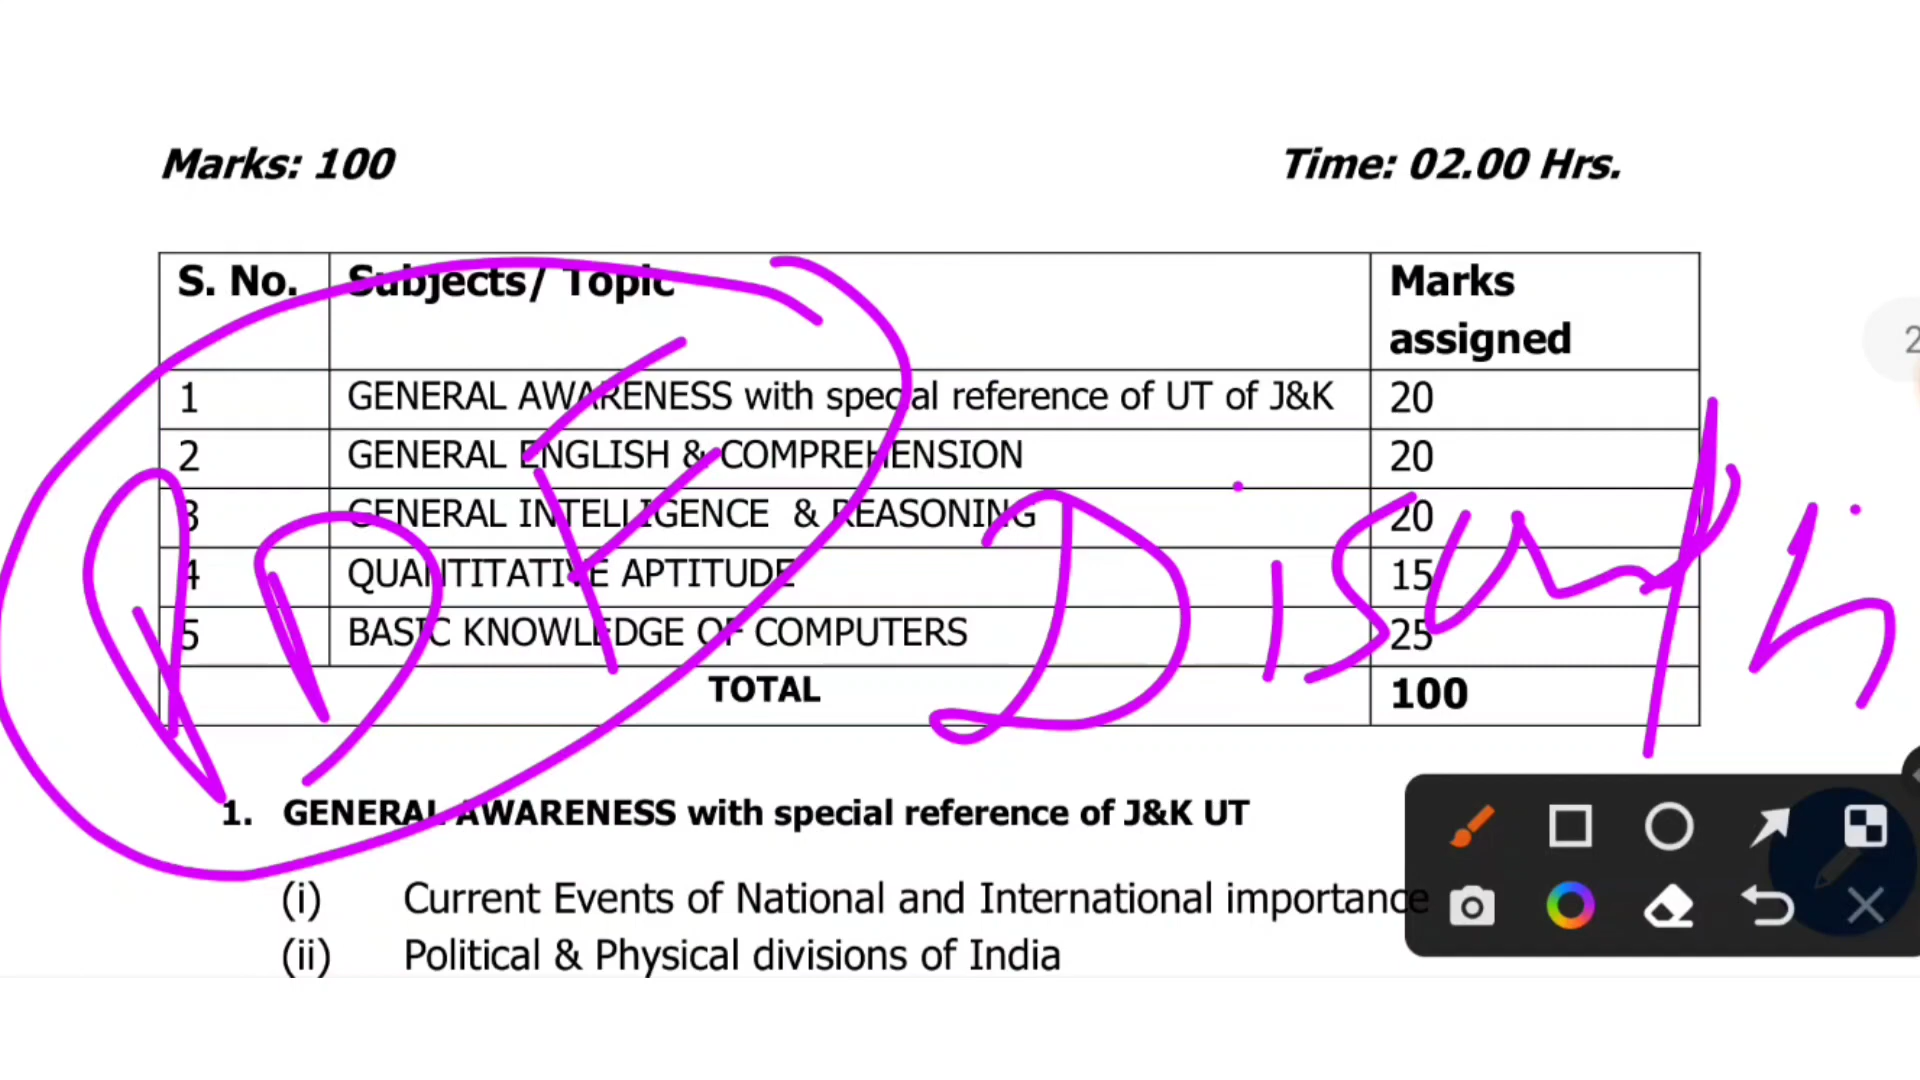 Marks: 100 Time: 02.00 Hrs.
S. No. Subjects/ Topic Marks assigned
1 GENERAL AWARENESS with special reference of UT of J&K 20
2 GENERAL ENGLISH & COMPREHENSION 20
3 GENERAL INTELLIGENCE & REASONING 20
4 QUANTITATIVE APTITUDE 15
5 BASIC KNOWLEDGE OF COMPUTERS 25
TOTAL 100
PDF
1. GENERAL AWARENESS with special reference of J&K UT
(i) Current Events of National and International importance
(ii) Political & Physical divisions of India
2